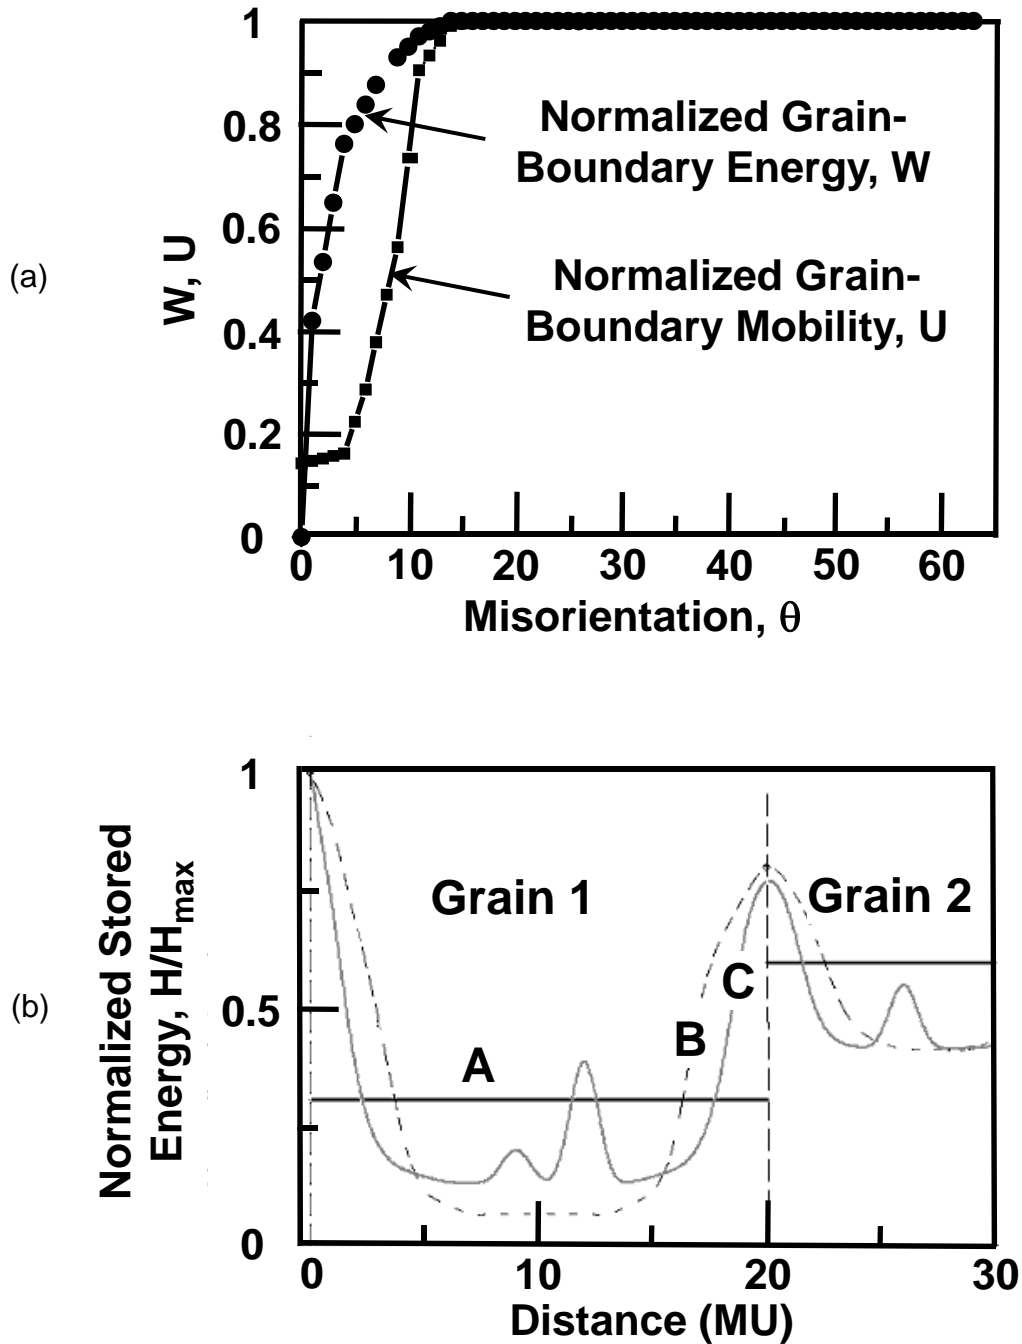 (a)
W, U
1
0.8
0.6
0.4
0.2
0
Normalized Grain-
Boundary Energy, W
Normalized Grain-
Boundary Mobility, U
0 10 20 30 40 50 60
Misorientation, θ
(b)
Normalized Stored
Energy, H/Hmax
1
0.5
0
Grain 1
Grain 2
A
B
C
0 10 20 30
Distance (MU)